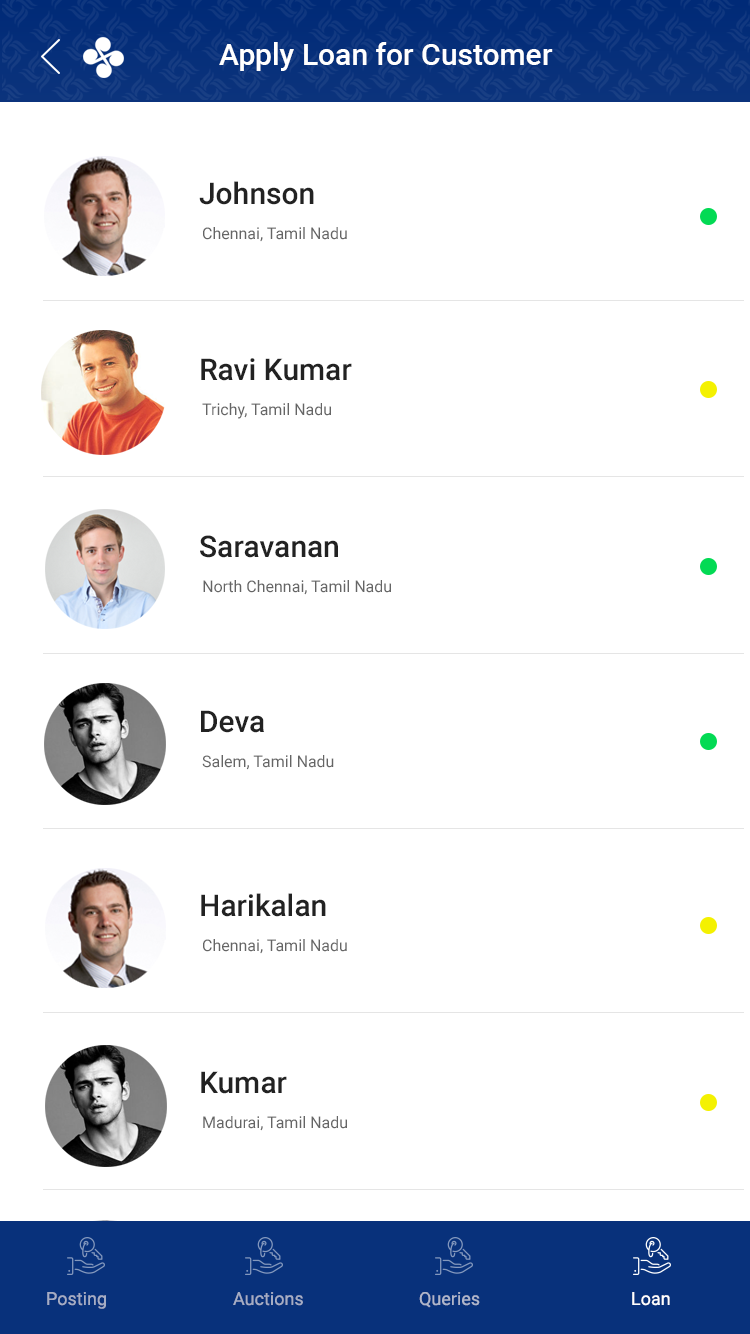 Apply Loan for Customer
Johnson
Chennai, Tamil Nadu
Ravi Kumar
Trichy, Tamil Nadu
Saravanan
North Chennai, Tamil Nadu
Deva
Salem, Tamil Nadu
Harikalan
Chennai, Tamil Nadu
Kumar
Madurai, Tamil Nadu
Posting
Auctions
Queries
Loan